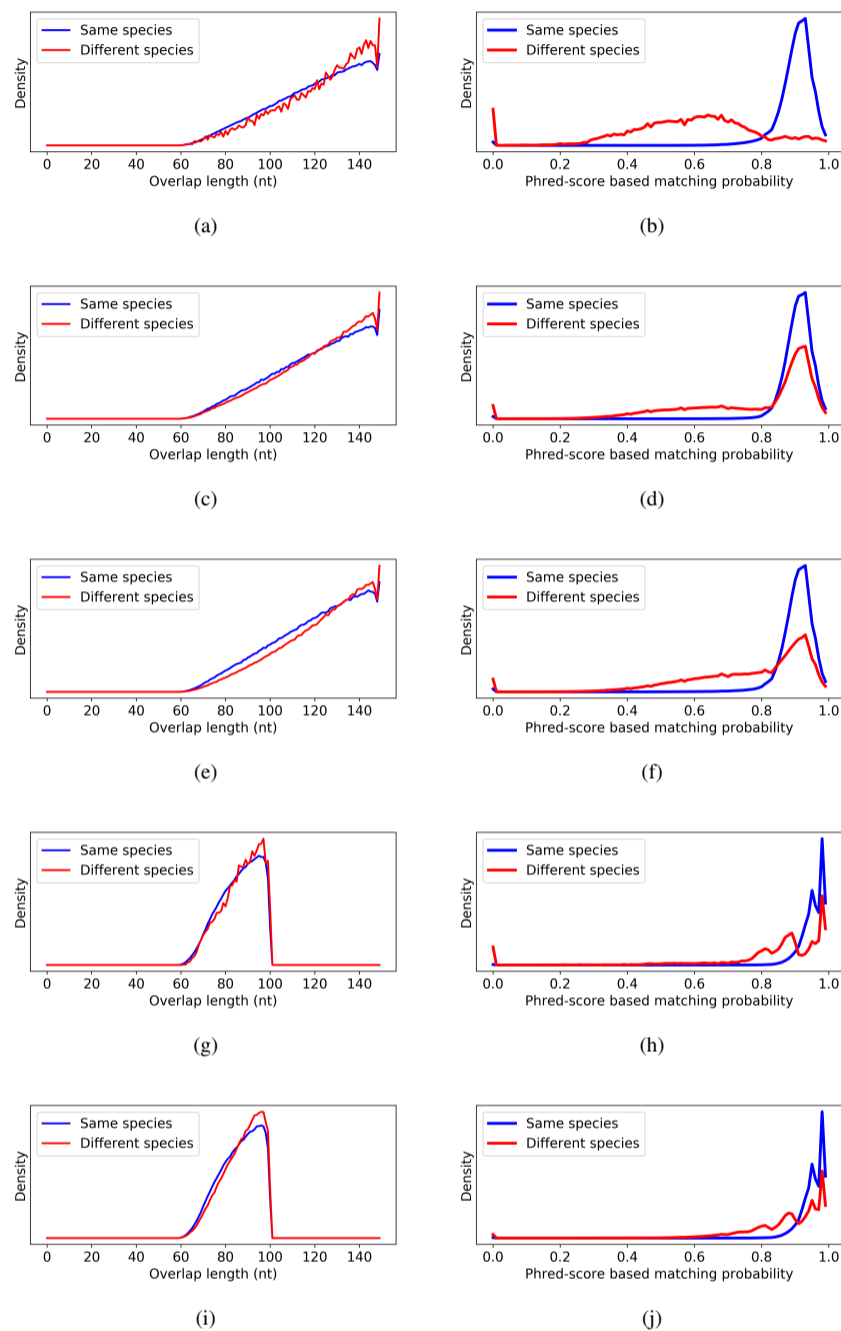 Same species
Different species
Density
0 20 40 60 80 100 120 140
Overlap length (nt)
(a)
Same species
Different species
Density
0.0 0.2 0.4 0.6 0.8 1.0
Phred-score based matching probability
(b)
Same species
Different species
Density
0 20 40 60 80 100 120 140
Overlap length (nt)
(c)
Same species
Different species
Density
0.0 0.2 0.4 0.6 0.8 1.0
Phred-score based matching probability
(d)
Same species
Different species
Density
0 20 40 60 80 100 120 140
Overlap length (nt)
(e)
Same species
Different species
Density
0.0 0.2 0.4 0.6 0.8 1.0
Phred-score based matching probability
(f)
Same species
Different species
Density
0 20 40 60 80 100 120 140
Overlap length (nt)
(g)
Same species
Different species
Density
0.0 0.2 0.4 0.6 0.8 1.0
Phred-score based matching probability
(h)
Same species
Different species
Density
0 20 40 60 80 100 120 140
Overlap length (nt)
(i)
Same species
Different species
Density
0.0 0.2 0.4 0.6 0.8 1.0
Phred-score based matching probability
(j)